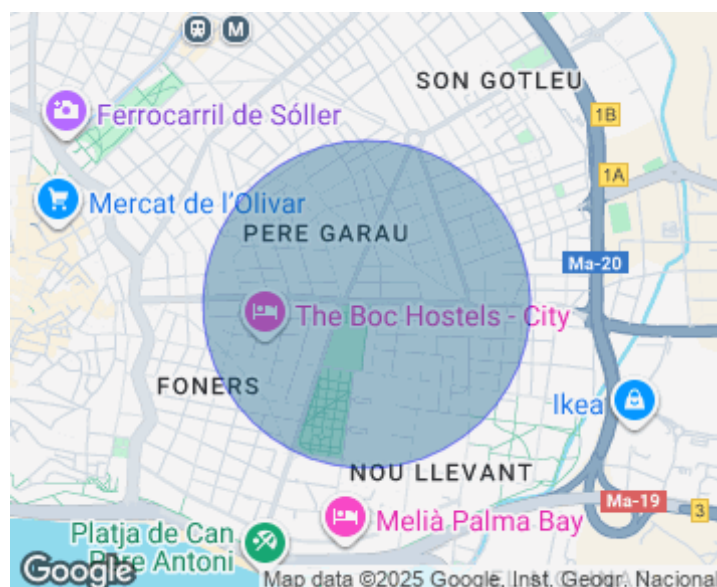 M
SON GOTLEU
Ferrocarril de Sóller
1B
1A
Mercat de l'Olivar
PERE GARAU
Ma-20
The Boc Hostels - City
FONERS
Ikea
NOU LLEVANT
Ma-19
3
Melià Palma Bay
Platja de Can
Pere Antoni
Google
Map data ©2025 Google, Inst. Geogr. Nacional